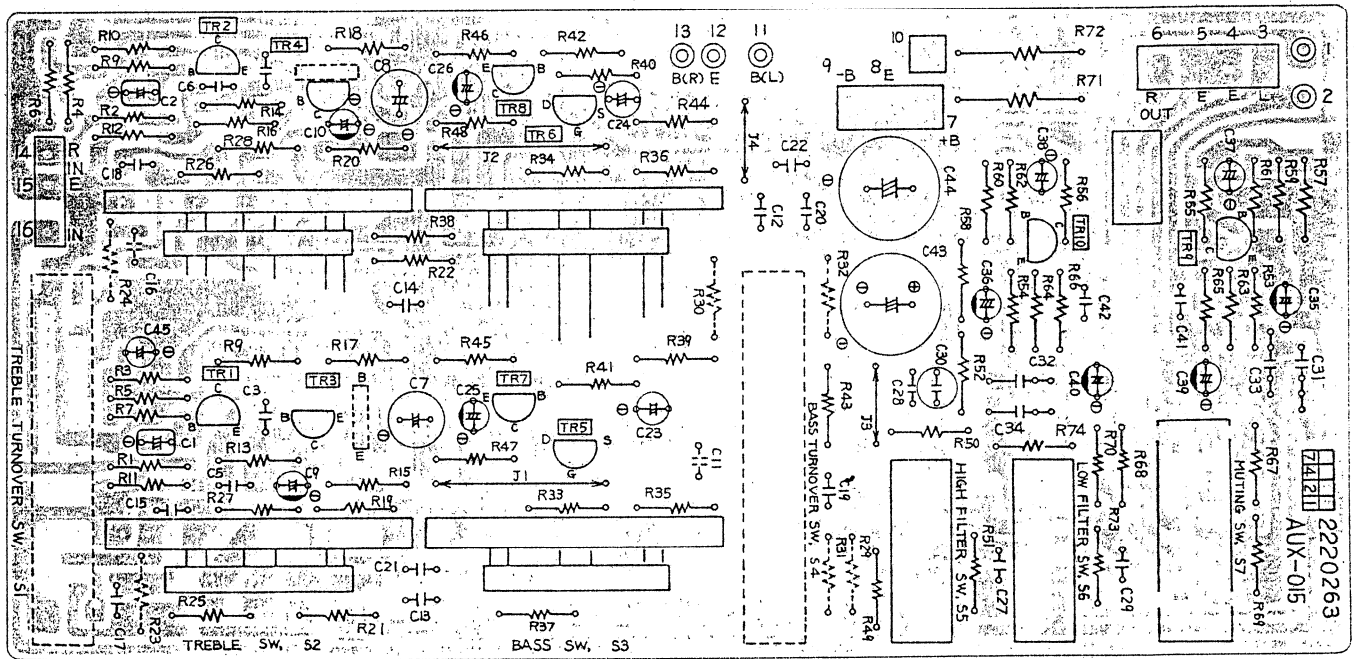 R10
R9
R6
R4
C2
R2
R12
TR2
C
B
E
C6
TR4
R14
R16
R28
R18
B
C
C10
R20
C8
R46
C26
E
B
C
TR8
R48
J2
R42
R40
D
S
G
TR6
C24
R44
R34
R36
13
12
11
B(R)
E
B(L)
J4
C22
C12
C20
10
9
-B
8
E
7
+B
R72
R71
6
5
4
3
1
2
R
E
E
L
OUT
14
R
IN
15
E
16
IN
C18
R26
R24
C16
R38
R22
C14
R30
R32
C44
C43
R60
R62
C38
R56
TR10
C
E
R58
C36
R54
R64
R66
C42
R65
C37
R61
R59
R57
B
C
E
TR9
R65
R63
R53
C35
C41
C39
C33
C31
TREBLE TURNOVER SW, S1
C45
R3
R5
R7
C1
R1
R11
C15
R9
TR1
C
B
E
C3
R13
C5
R27
C9
R17
TR3
B
E
C
B
E
R15
R19
C7
R45
C25
E
B
C
TR7
R47
J1
R41
TR5
D
S
G
C23
R39
R33
R35
C11
R43
J3
C28
C30
R52
R50
C32
C34
R74
C40
R70
R68
R73
C29
R67
R69
BASS TURNOVER SW, S4
C19
R31
R29
R49
HIGH FILTER SW, S5
R51
C27
LOW FILTER SW, S6
MUTING SW, S7
C17
R23
R25
R21
C21
C13
R37
TREBLE SW, S2
BASS SW, S3
7421
2220263
AUX-015